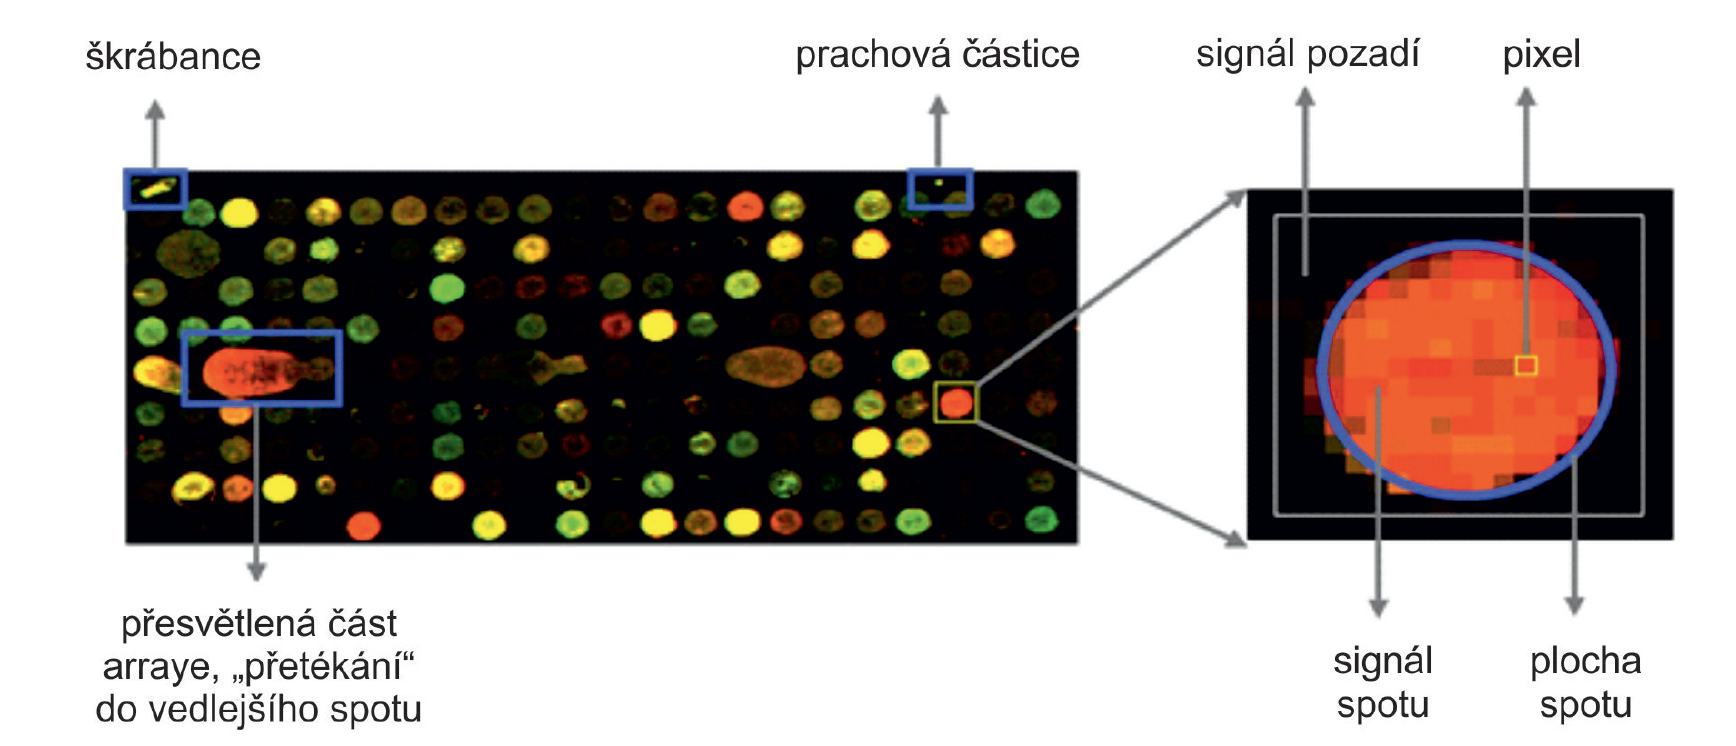 škrábance
prachová částice
signál pozadí
pixel
přesvětlená část
arraye, „přetékání“
do vedlejšího spotu
signál
spotu
plocha
spotu